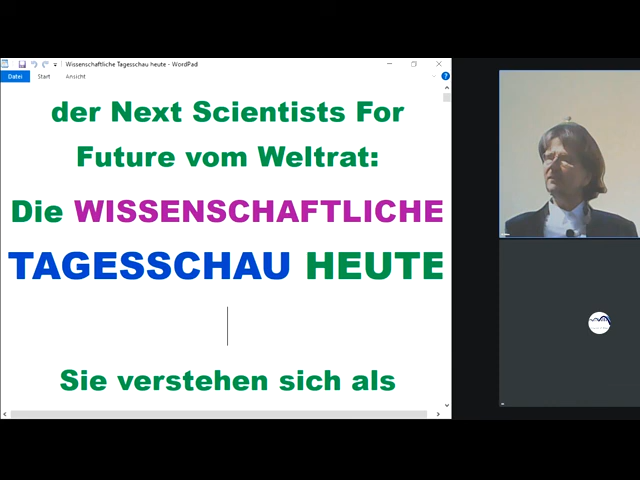 Wissenschaftliche Tagesschau heute - WordPad
Datei Start Ansicht
der Next Scientists For
Future vom Weltrat:
Die WISSENSCHAFTLICHE
TAGESSCHAU HEUTE
Sie verstehen sich als